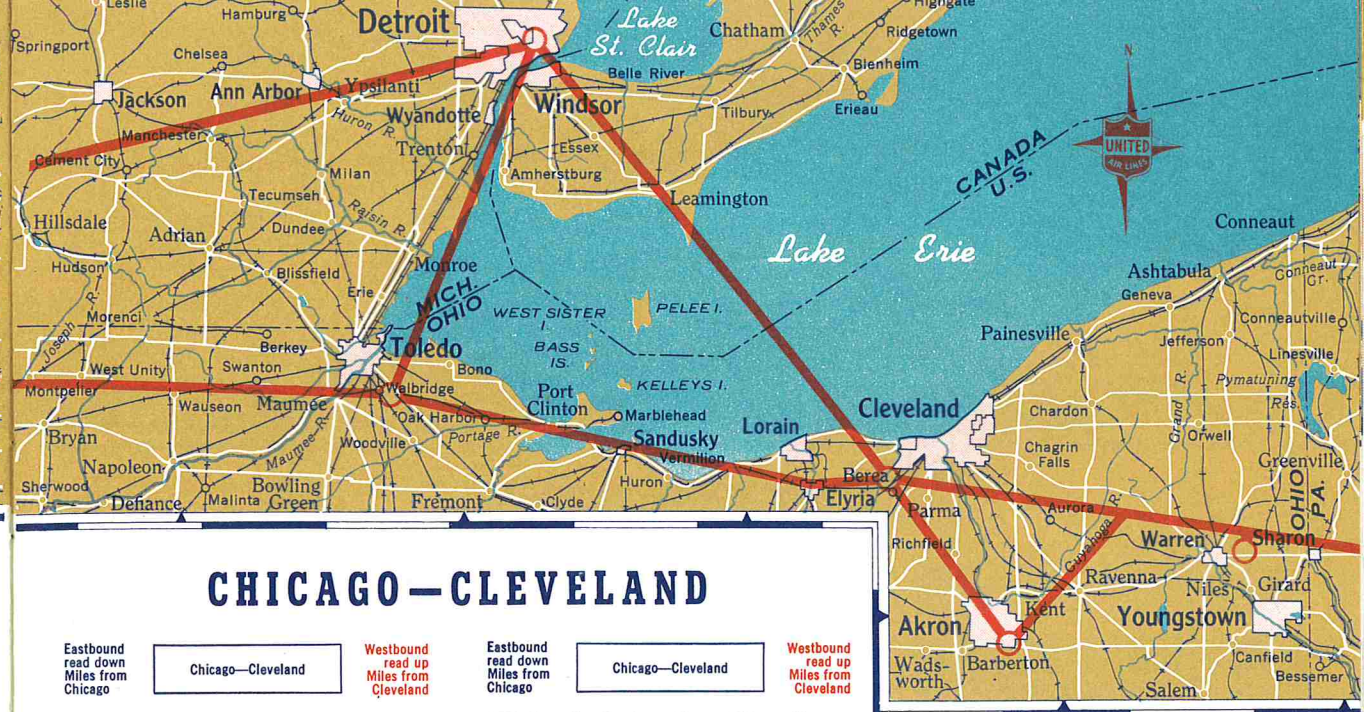 Leslie
Hamburg
Detroit
Lake
St. Clair
Chatham
Thames
R.
Highgate
Ridgetown
Springport
Chelsea
Belle River
Blenheim
Jackson
Ann Arbor
Ypsilanti
Windsor
Tilbury
Erieau
Manchester
Huron R.
Wyandotte
Trenton
Essex
Cement City
Milan
Amherstburg
CANADA
U.S.
N
UNITED
AIR LINES
Tecumseh
Raisin R.
Leamington
Hillsdale
Adrian
Dundee
Conneaut
Hudson
Blissfield
Monroe
Lake Erie
Ashtabula
Conneaut
Cr.
Erie
MICH.
OHIO
Geneva
Morenci
WEST SISTER
I.
PELEE I.
Conneautville
St. Joseph R.
Berkey
Toledo
BASS
IS.
Painesville
Jefferson
Linesville
West Unity
Swanton
Bono
KELLEYS I.
Pymatuning
Res.
Montpelier
Walbridge
Port
Clinton
Wauseon
Maumee
Oak Harbor
Marblehead
Cleveland
Chardon
Grand R.
Bryan
Maumee R.
Woodville
Portage R.
Sandusky
Lorain
Orwell
Napoleon
Vermilion
Chagrin
Falls
Greenville
Sherwood
Bowling
Green
Huron
Berea
Elyria
OHIO
PA.
Defiance
Malinta
Fremont
Clyde
Parma
Aurora
Richfield
Cuyahoga R.
Warren
Sharon
CHICAGO—CLEVELAND
Ravenna
Niles
Girard
Akron
Kent
Youngstown
Eastbound
read down
Miles from
Chicago
Chicago—Cleveland
Westbound
read up
Miles from
Cleveland
Eastbound
read down
Miles from
Chicago
Chicago—Cleveland
Westbound
read up
Miles from
Cleveland
Wads-
worth
Barberton
Canfield
Bessemer
Salem